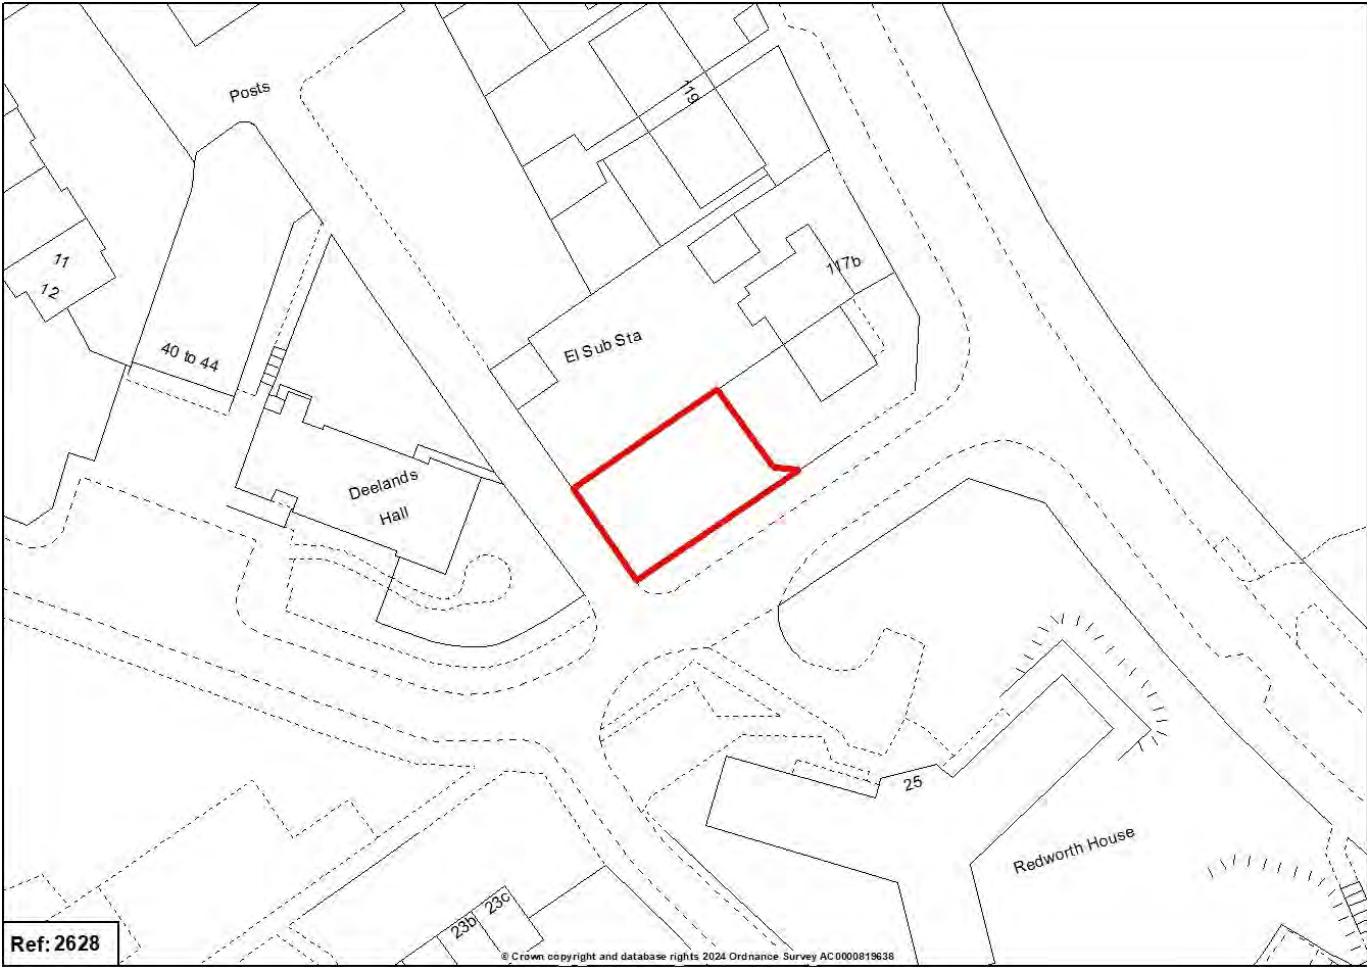 Posts
119
11
12
117b
El Sub Sta
40 to 44
Deelands
Hall
25
Redworth House
23c
23b
Ref: 2628
© Crown copyright and database rights 2024 Ordnance Survey AC0000819638